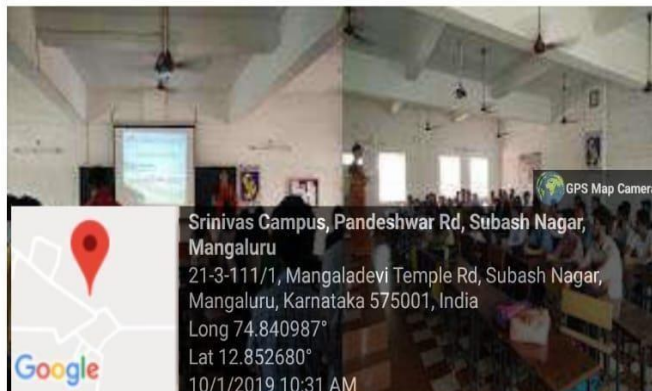 GPS Map Camera
Srinivas Campus, Pandeshwar Rd, Subash Nagar,
Mangaluru
21-3-111/1, Mangaladevi Temple Rd, Subash Nagar,
Mangaluru, Karnataka 575001, India
Long 74.840987°
Lat 12.852680°
10/1/2019 10:31 AM
Google